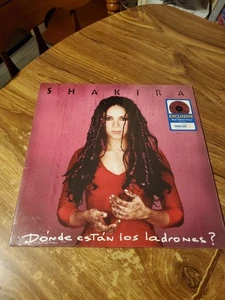 SHAKIRA
EXCLUSIVE
Dónde están los ladrones?